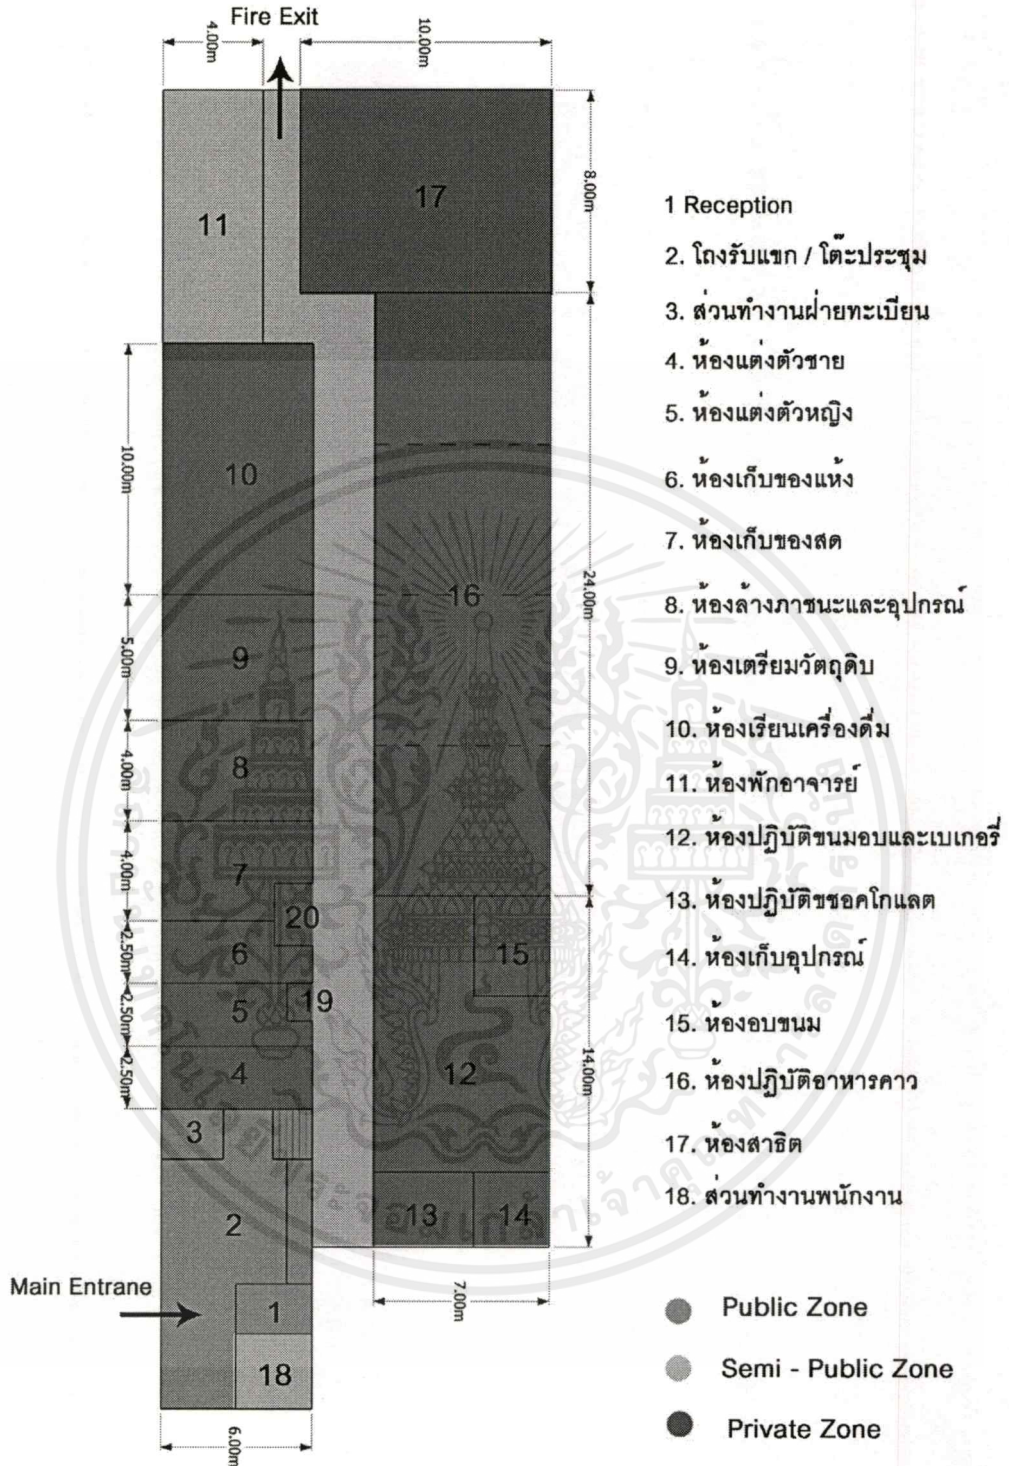 Fire Exit
4.00m
10.00m
8.00m
17
11
1 Reception
2. โถงรับแขก / โต๊ะประชุม
3. ส่วนทำงานฝ่ายทะเบียน
4. ห้องแต่งตัวชาย
5. ห้องแต่งตัวหญิง
6. ห้องเก็บของแห้ง
7. ห้องเก็บของสด
8. ห้องล้างภาชนะและอุปกรณ์
9. ห้องเตรียมวัตถุดิบ
10. ห้องเรียนเครื่องดื่ม
11. ห้องพักอาจารย์
12. ห้องปฏิบัติขนมอบและเบเกอรี่
13. ห้องปฏิบัติชอคโกแลต
14. ห้องเก็บอุปกรณ์
15. ห้องอบขนม
16. ห้องปฏิบัติอาหารคาว
17. ห้องสาธิต
18. ส่วนทำงานพนักงาน
10.00m
10
16
24.00m
5.00m
9
4.00m
8
4.00m
7
20
2.50m
6
15
2.50m
5
19
2.50m
4
12
14.00m
3
2
13
14
Main Entrane
1
7.00m
18
6.00m
Public Zone
Semi - Public Zone
Private Zone